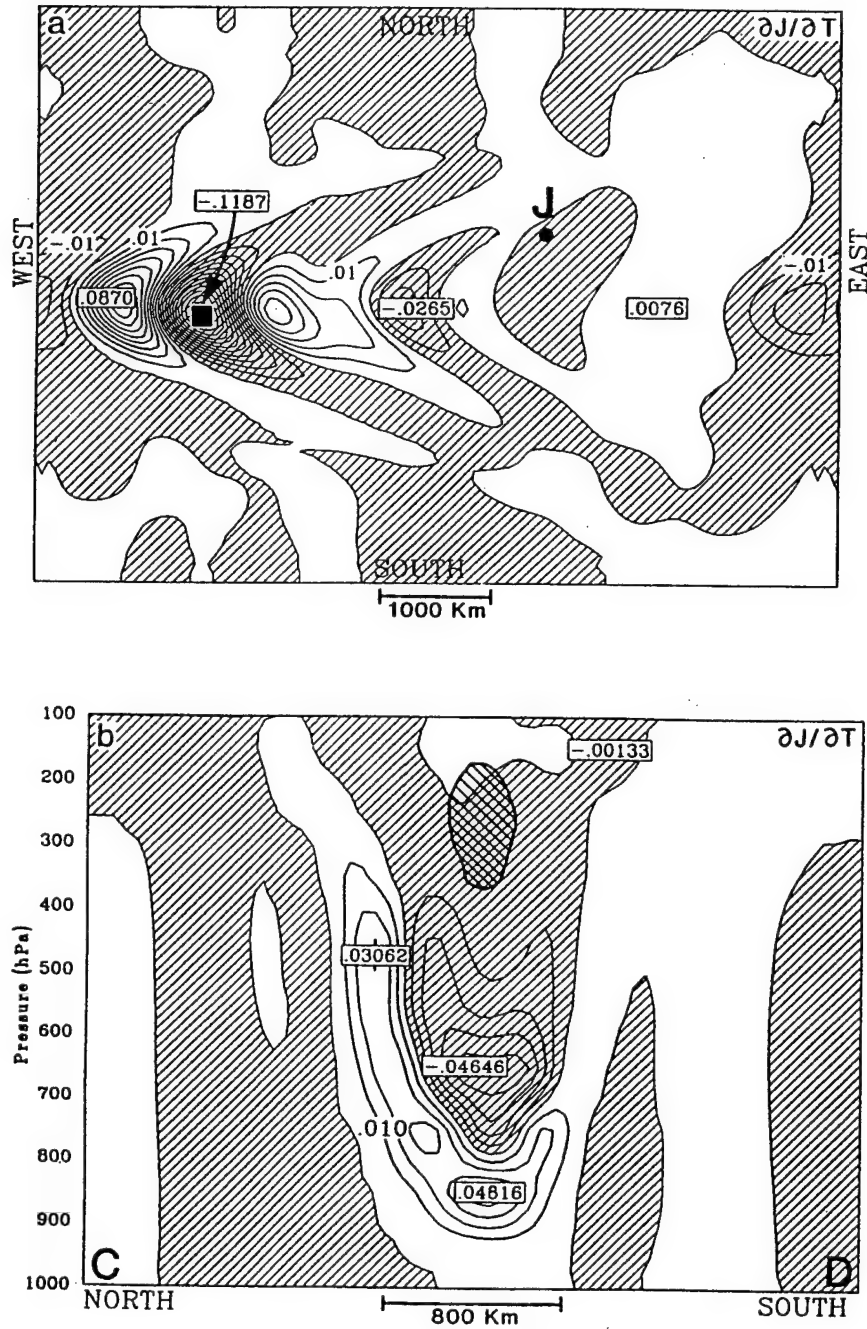 a
NORTH
∂J/∂T
-.1187
J
WEST
EAST
-.01
.01
.01
-.01
.0870
-.0265
.0076
SOUTH
1000 Km
b
∂J/∂T
100
-.00133
200
300
400
.03062
500
Pressure (hPa)
600
-.04646
700
.010
800
.04816
900
C
D
1000
NORTH
800 Km
SOUTH